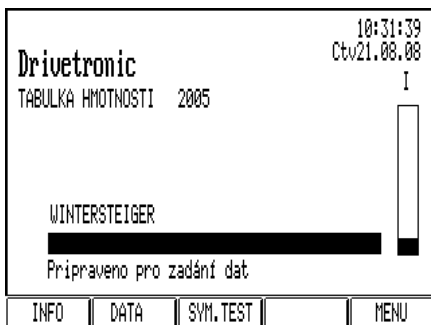 10:31:39
Drivetronic
Ctv21.08.08
TABULKA HMOTNOSTI 2005
I
WINTERSTEIGER
Pripraveno pro zadání dat
INFO DATA SYM.TEST MENU